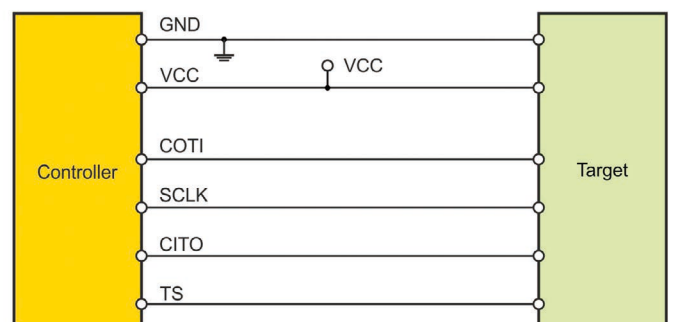 GND
VCC
VCC
COTI
Controller
Target
SCLK
CITO
TS